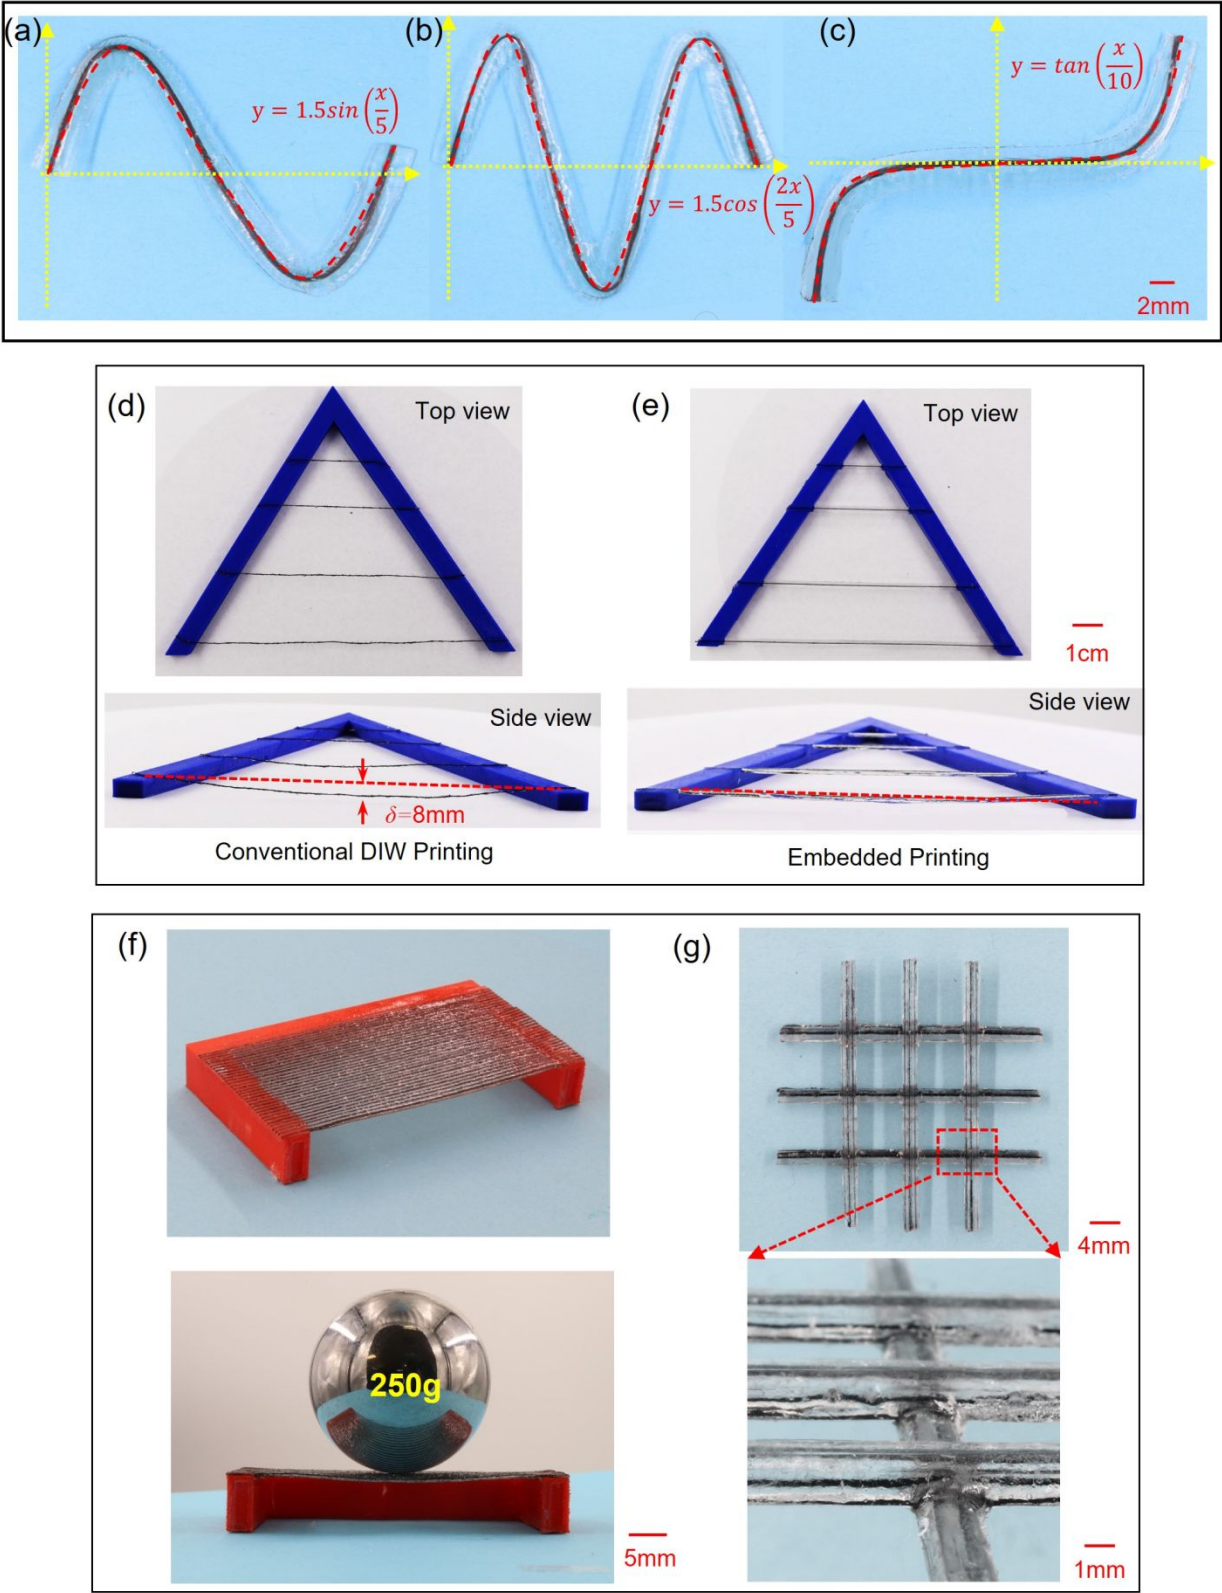 (a)
y = 1.5sin(x/5)
(b)
y = 1.5cos(2x/5)
(c)
y = tan(x/10)
2mm
(d)
Top view
(e)
Top view
1cm
Side view
δ=8mm
Side view
Conventional DIW Printing
Embedded Printing
(f)
(g)
4mm
250g
5mm
1mm